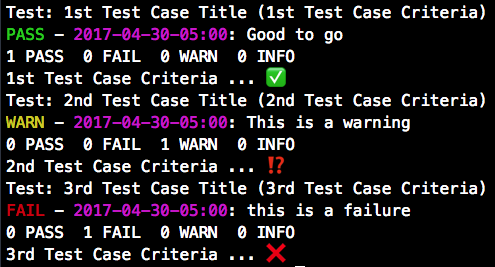 Test: 1st Test Case Title (1st Test Case Criteria)
PASS – 2017-04-30-05:00: Good to go
1 PASS  0 FAIL  0 WARN  0 INFO
1st Test Case Criteria ... ✅
Test: 2nd Test Case Title (2nd Test Case Criteria)
WARN – 2017-04-30-05:00: This is a warning
0 PASS  0 FAIL  1 WARN  0 INFO
2nd Test Case Criteria ... ⁉️
Test: 3rd Test Case Title (3rd Test Case Criteria)
FAIL – 2017-04-30-05:00: this is a failure
0 PASS  1 FAIL  0 WARN  0 INFO
3rd Test Case Criteria ... ❌